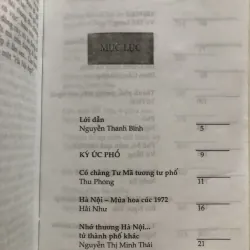 MỤC LỤC
Lời dẫn
Nguyễn Thanh Bình 5
KÝ ỨC PHỐ 9
Có chàng Tư Mã tương tư phố
Thu Phong 11
Hà Nội – Mùa hoa cúc 1972
Hải Như 16
Nhớ thương Hà Nội...
từ thành phố khác
Nguyễn Thị Minh Thái 21